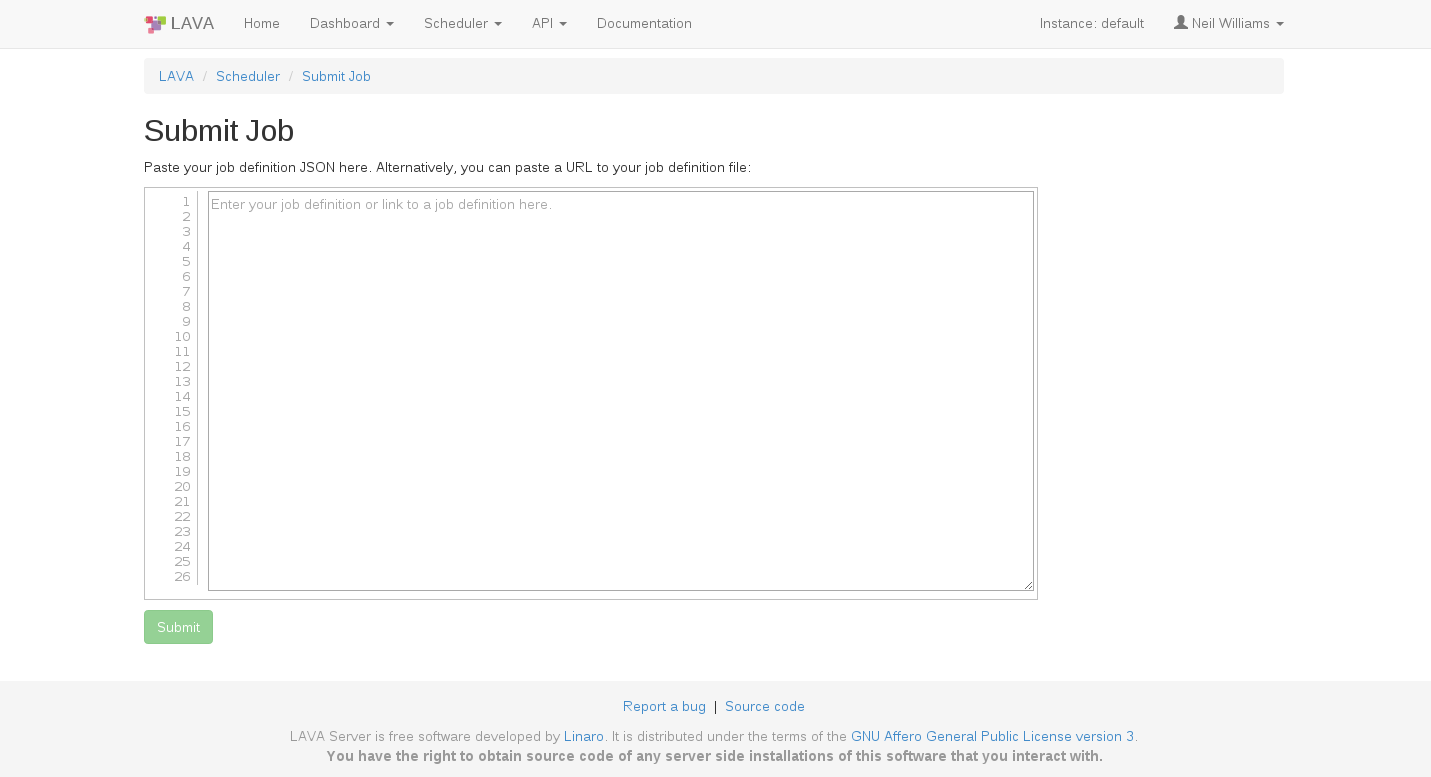 LAVA Home Dashboard Scheduler API Documentation Instance: default Neil Williams
LAVA / Scheduler / Submit Job
Submit Job
Paste your job definition JSON here. Alternatively, you can paste a URL to your job definition file:
1 Enter your job definition or link to a job definition here.
2
3
4
5
6
7
8
9
10
11
12
13
14
15
16
17
18
19
20
21
22
23
24
25
26
Submit
Report a bug | Source code
LAVA Server is free software developed by Linaro. It is distributed under the terms of the GNU Affero General Public License version 3.
You have the right to obtain source code of any server side installations of this software that you interact with.